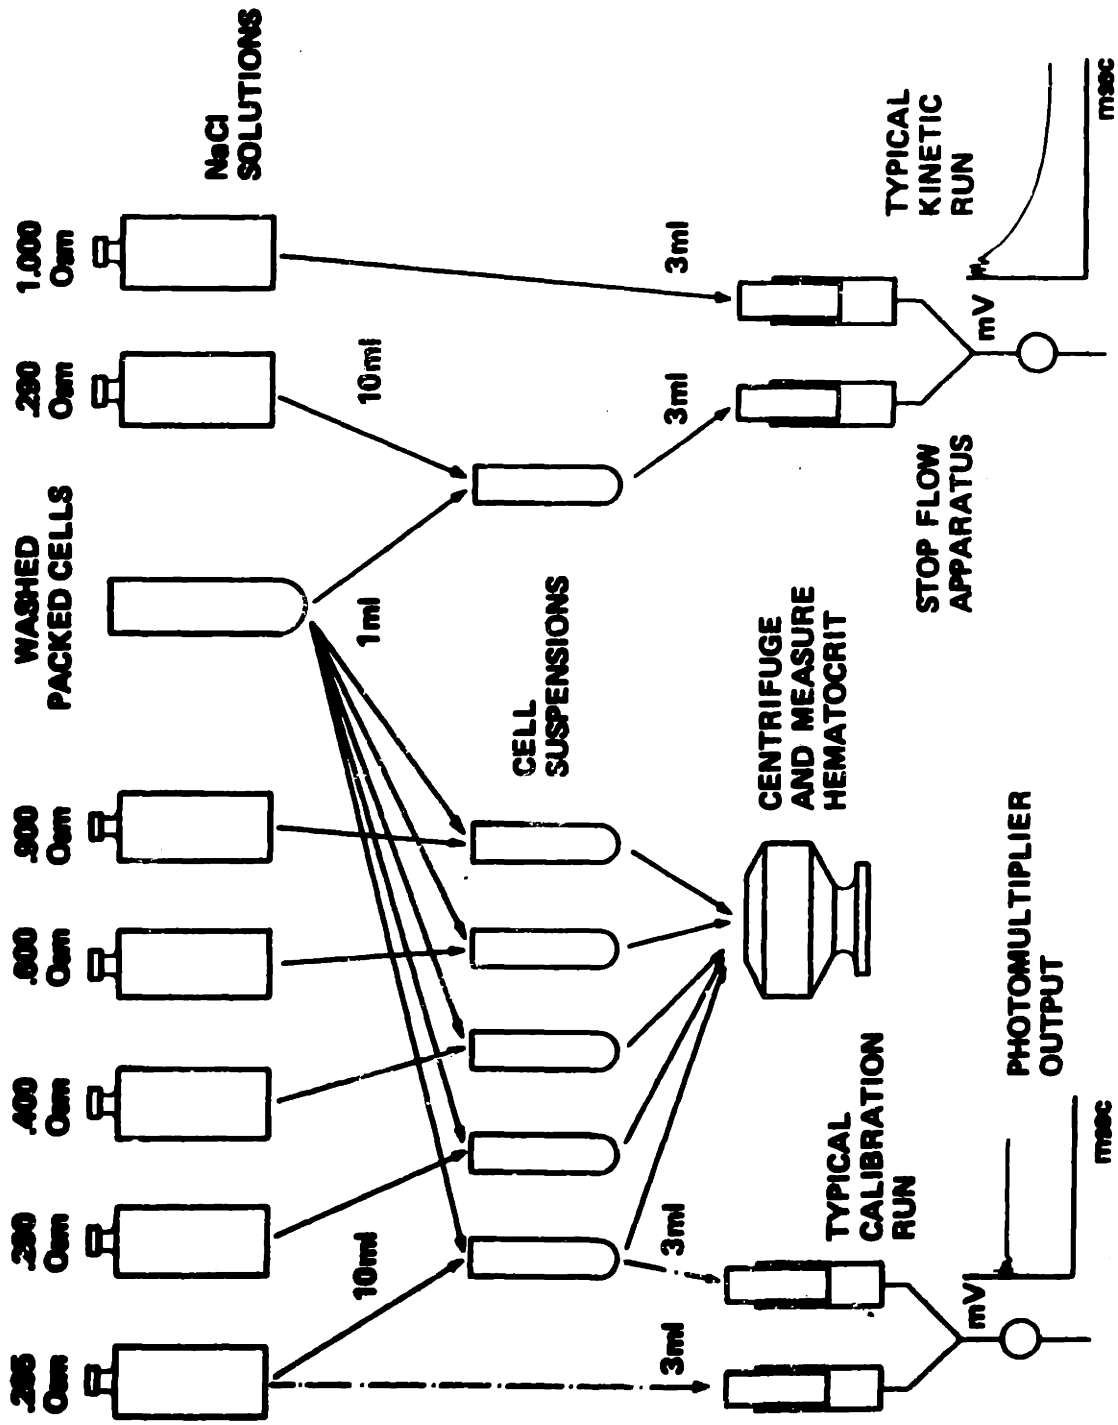 Osm
.290
Osm
.400
Osm
.600
Osm
.900
Osm
WASHED
PACKED CELLS
.290
Osm
1.000
Osm
NaCl
SOLUTIONS
10ml
1ml
10ml
CELL
SUSPENSIONS
3ml
3ml
3ml
3ml
CENTRIFUGE
AND MEASURE
HEMATOCRIT
TYPICAL
CALIBRATION
RUN
STOP FLOW
APPARATUS
TYPICAL
KINETIC
RUN
mV
mV
PHOTOMULTIPLIER
OUTPUT
msec
msec